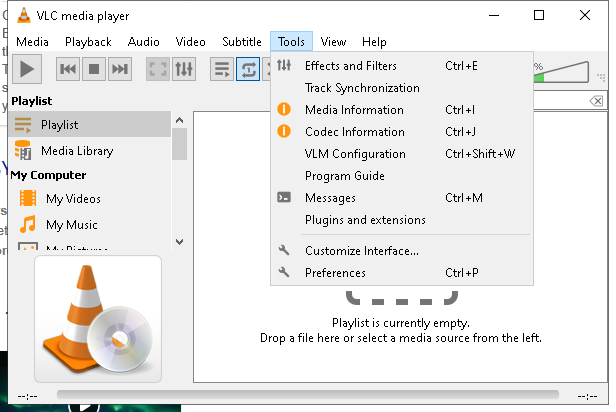 VLC media player
Media Playback Audio Video Subtitle Tools View Help
Effects and Filters Ctrl+E
Track Synchronization
Media Information Ctrl+I
Codec Information Ctrl+J
VLM Configuration Ctrl+Shift+W
Program Guide
Messages Ctrl+M
Plugins and extensions
Customize Interface...
Preferences Ctrl+P
%
Playlist
Playlist
Media Library
My Computer
My Videos
My Music
My Pictures
Playlist is currently empty.
Drop a file here or select a media source from the left.
--:-- --:--